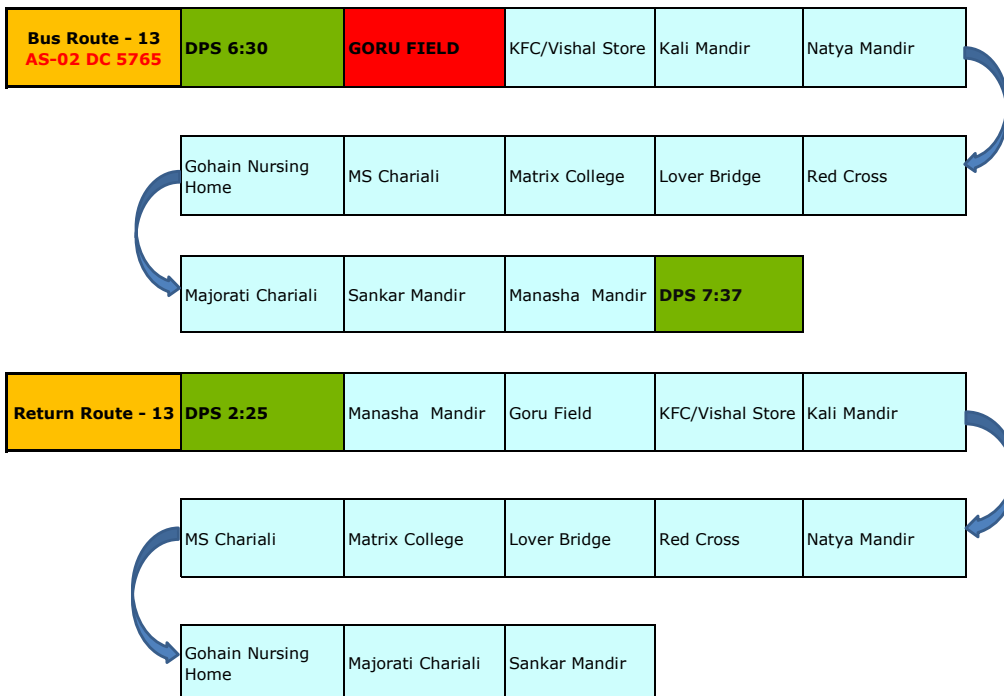 Bus Route - 13
AS-02 DC 5765
DPS 6:30
GORU FIELD
KFC/Vishal Store
Kali Mandir
Natya Mandir
Gohain Nursing
Home
MS Chariali
Matrix College
Lover Bridge
Red Cross
Majorati Chariali
Sankar Mandir
Manasha  Mandir
DPS 7:37
Return Route - 13
DPS 2:25
Manasha  Mandir
Goru Field
KFC/Vishal Store
Kali Mandir
MS Chariali
Matrix College
Lover Bridge
Red Cross
Natya Mandir
Gohain Nursing
Home
Majorati Chariali
Sankar Mandir